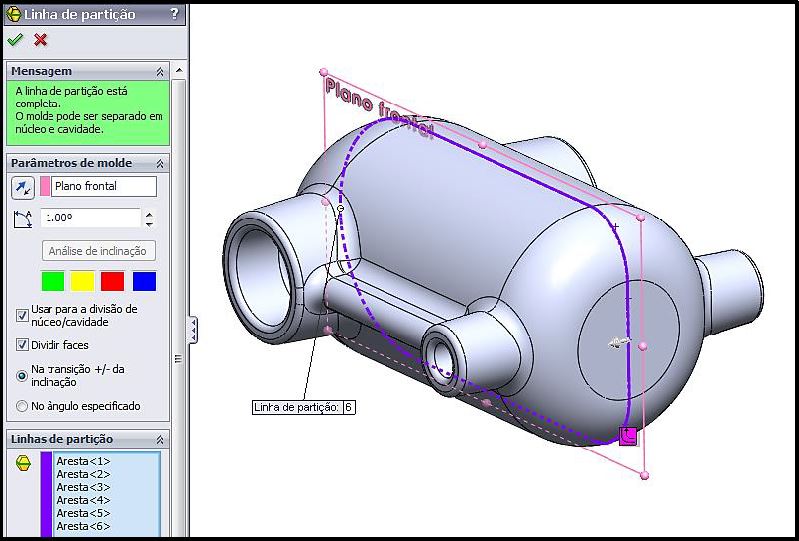 Linha de partição ?
Mensagem
A linha de partição está
completa.
O molde pode ser separado em
núcleo e cavidade.
Parâmetros de molde
Plano frontal
A
1.00º
Análise de inclinação
Usar para a divisão de
núceo/cavidade
Dividir faces
Na transição +/- da
inclinação
No ângulo especificado
Linhas de partição
Aresta<1>
Aresta<2>
Aresta<3>
Aresta<4>
Aresta<5>
Aresta<6>
Plano frontal
Linha de partição: 6